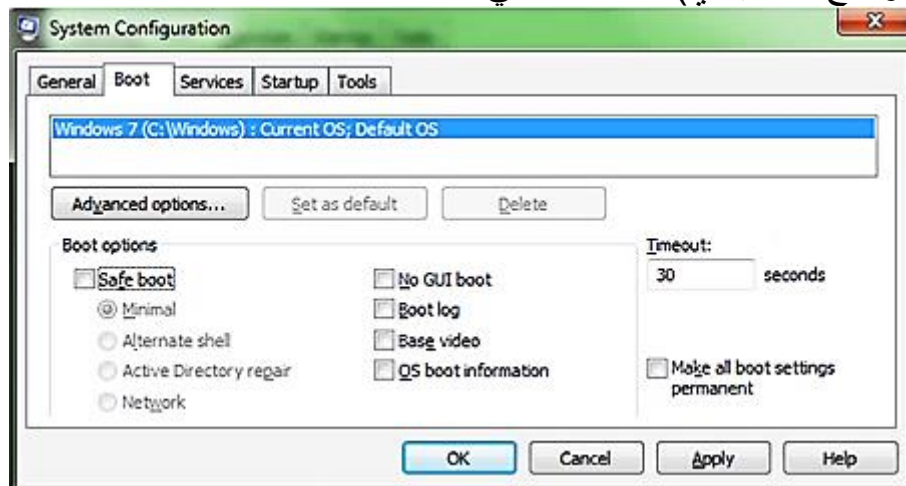 System Configuration
General Boot Services Startup Tools
Windows 7 (C:\Windows) : Current OS; Default OS
Advanced options... Set as default Delete
Boot options
Timeout:
Safe boot No GUI boot 30 seconds
Minimal Boot log
Alternate shell Base video
Active Directory repair OS boot information Make all boot settings
permanent
Network
OK Cancel Apply Help